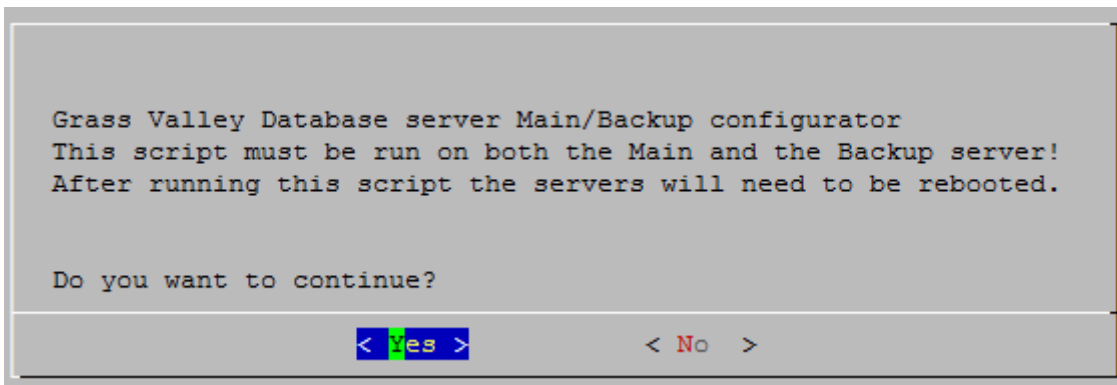 Grass Valley Database server Main/Backup configurator
This script must be run on both the Main and the Backup server!
After running this script the servers will need to be rebooted.
Do you want to continue?
< Yes > < No >